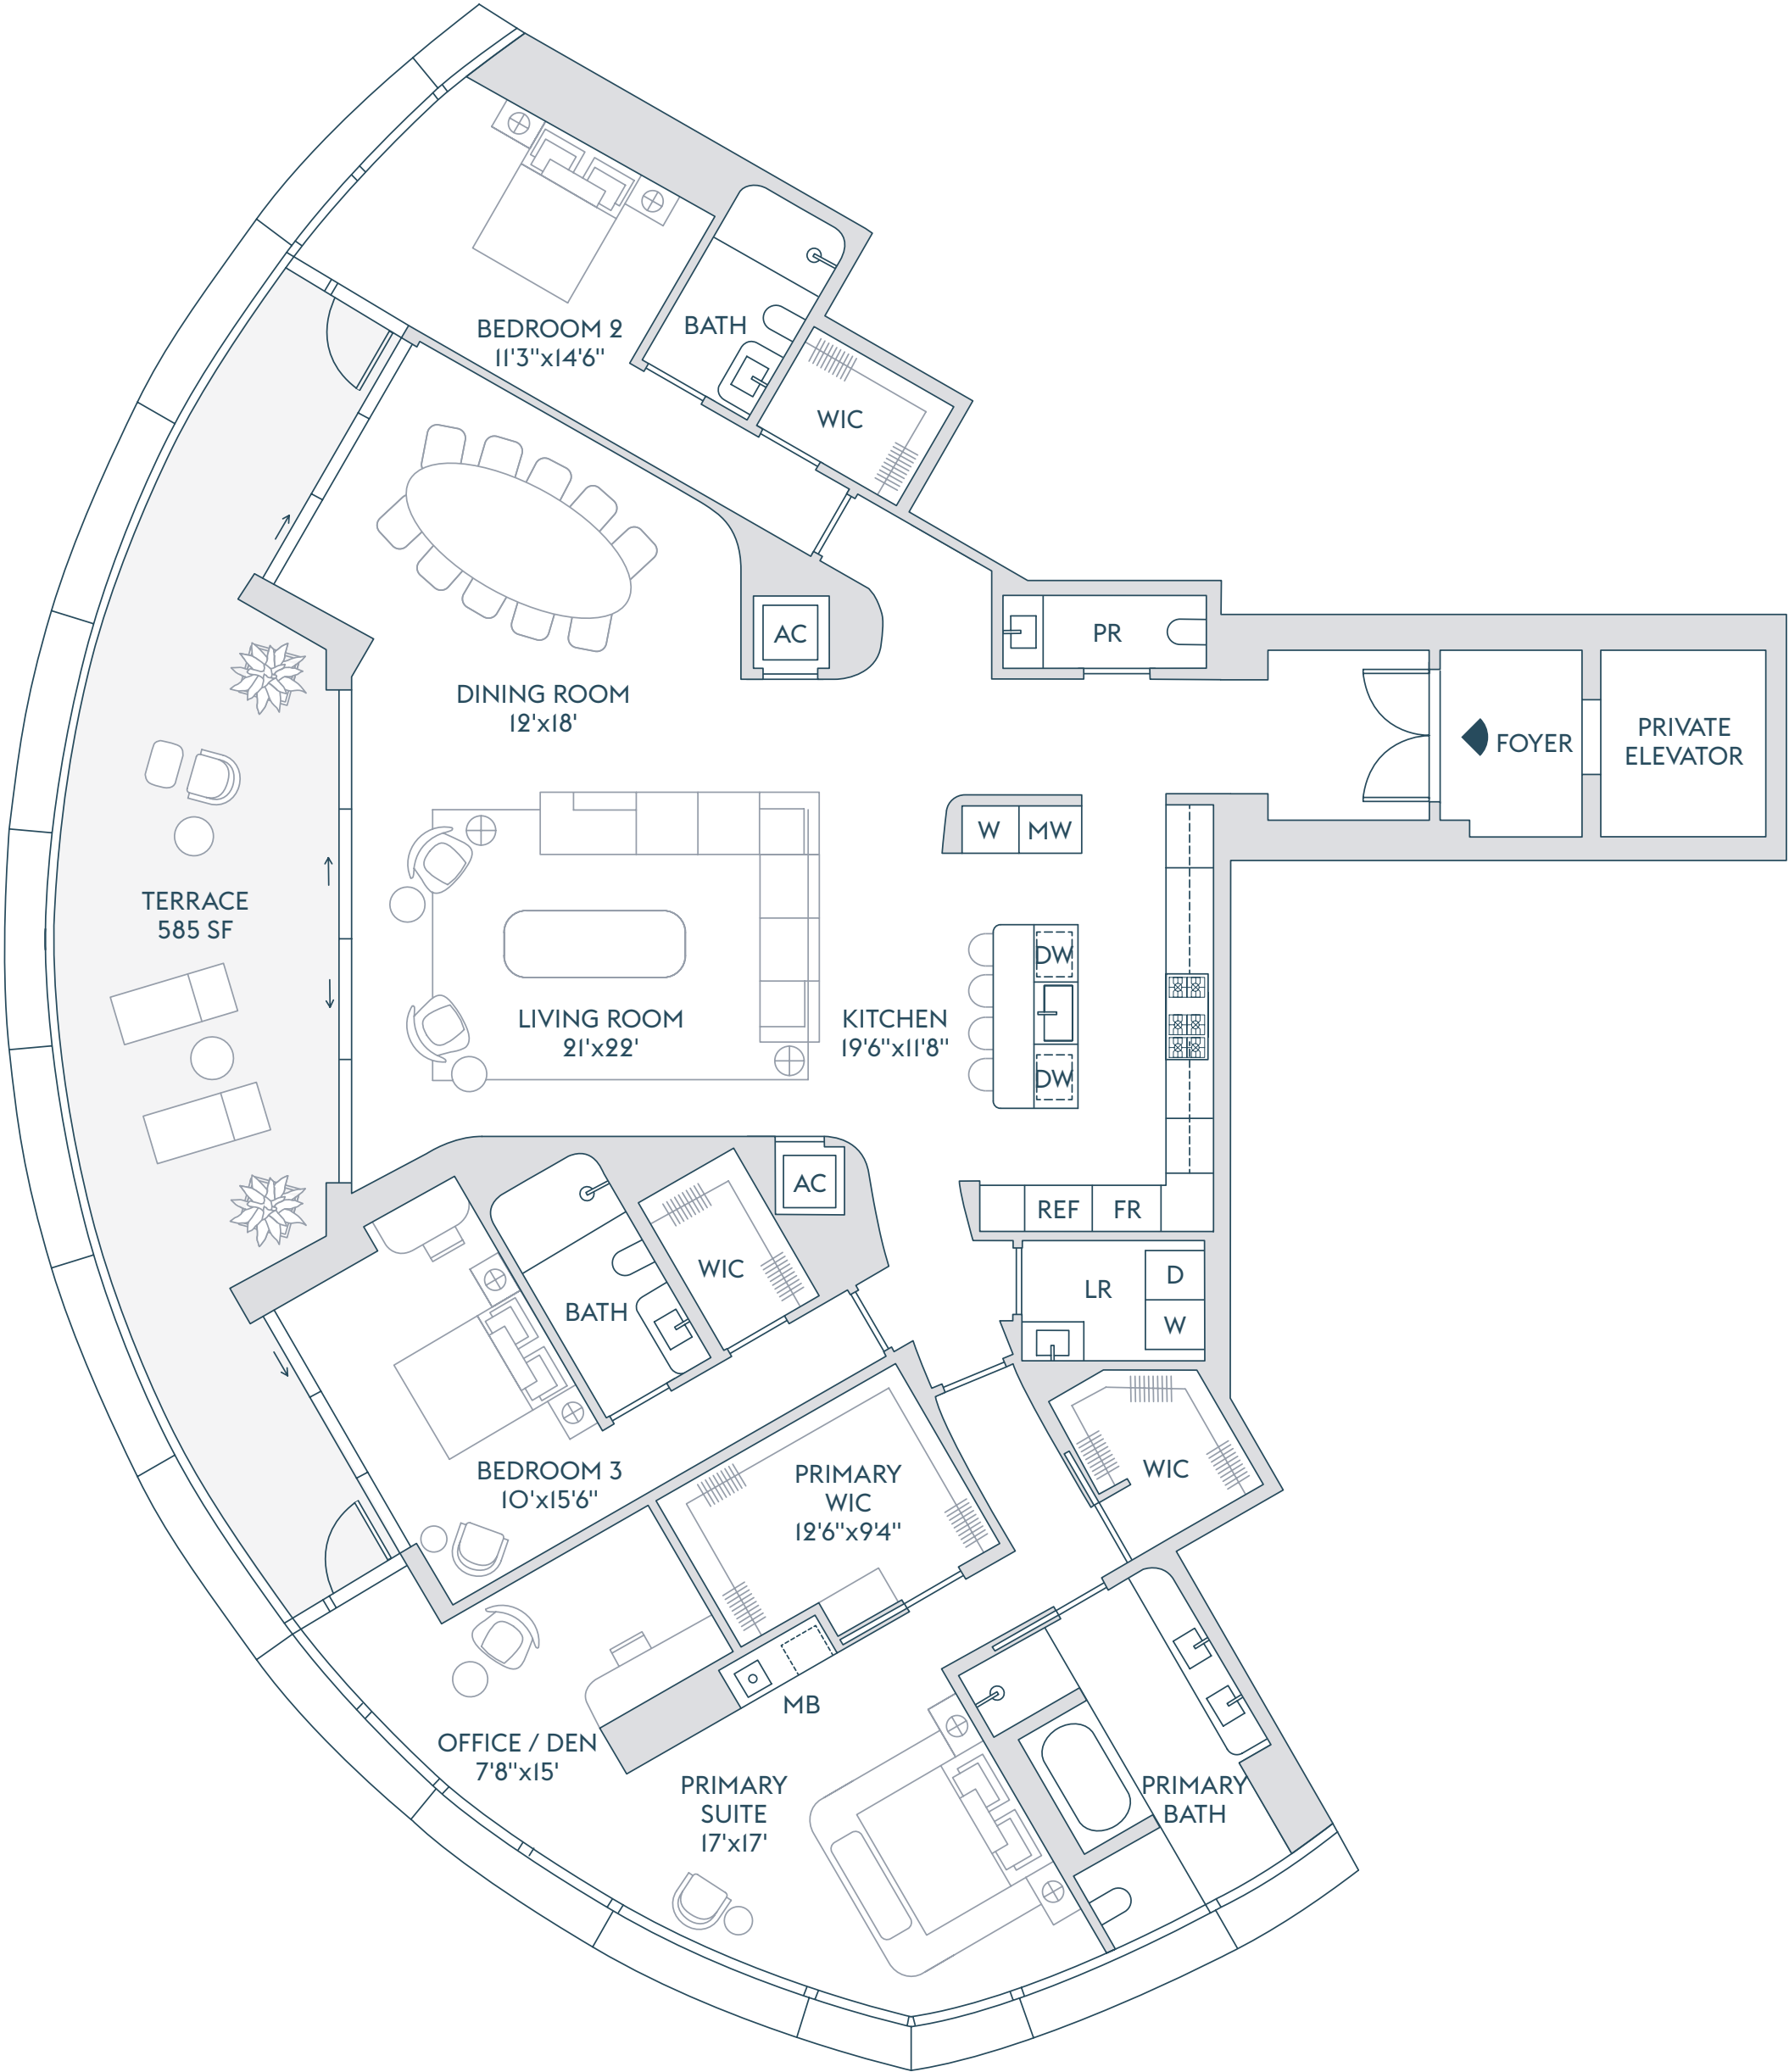 BEDROOM 2
11'3"x14'6"
BATH
WIC
AC
PR
DINING ROOM
12'x18'
FOYER
PRIVATE
ELEVATOR
W
MW
TERRACE
585 SF
DW
LIVING ROOM
21'x22'
KITCHEN
19'6"x11'8"
DW
AC
REF
FR
WIC
BATH
LR
D
W
BEDROOM 3
10'x15'6"
PRIMARY
WIC
12'6"x9'4"
WIC
MB
OFFICE / DEN
7'8"x15'
PRIMARY
SUITE
17'x17'
PRIMARY
BATH